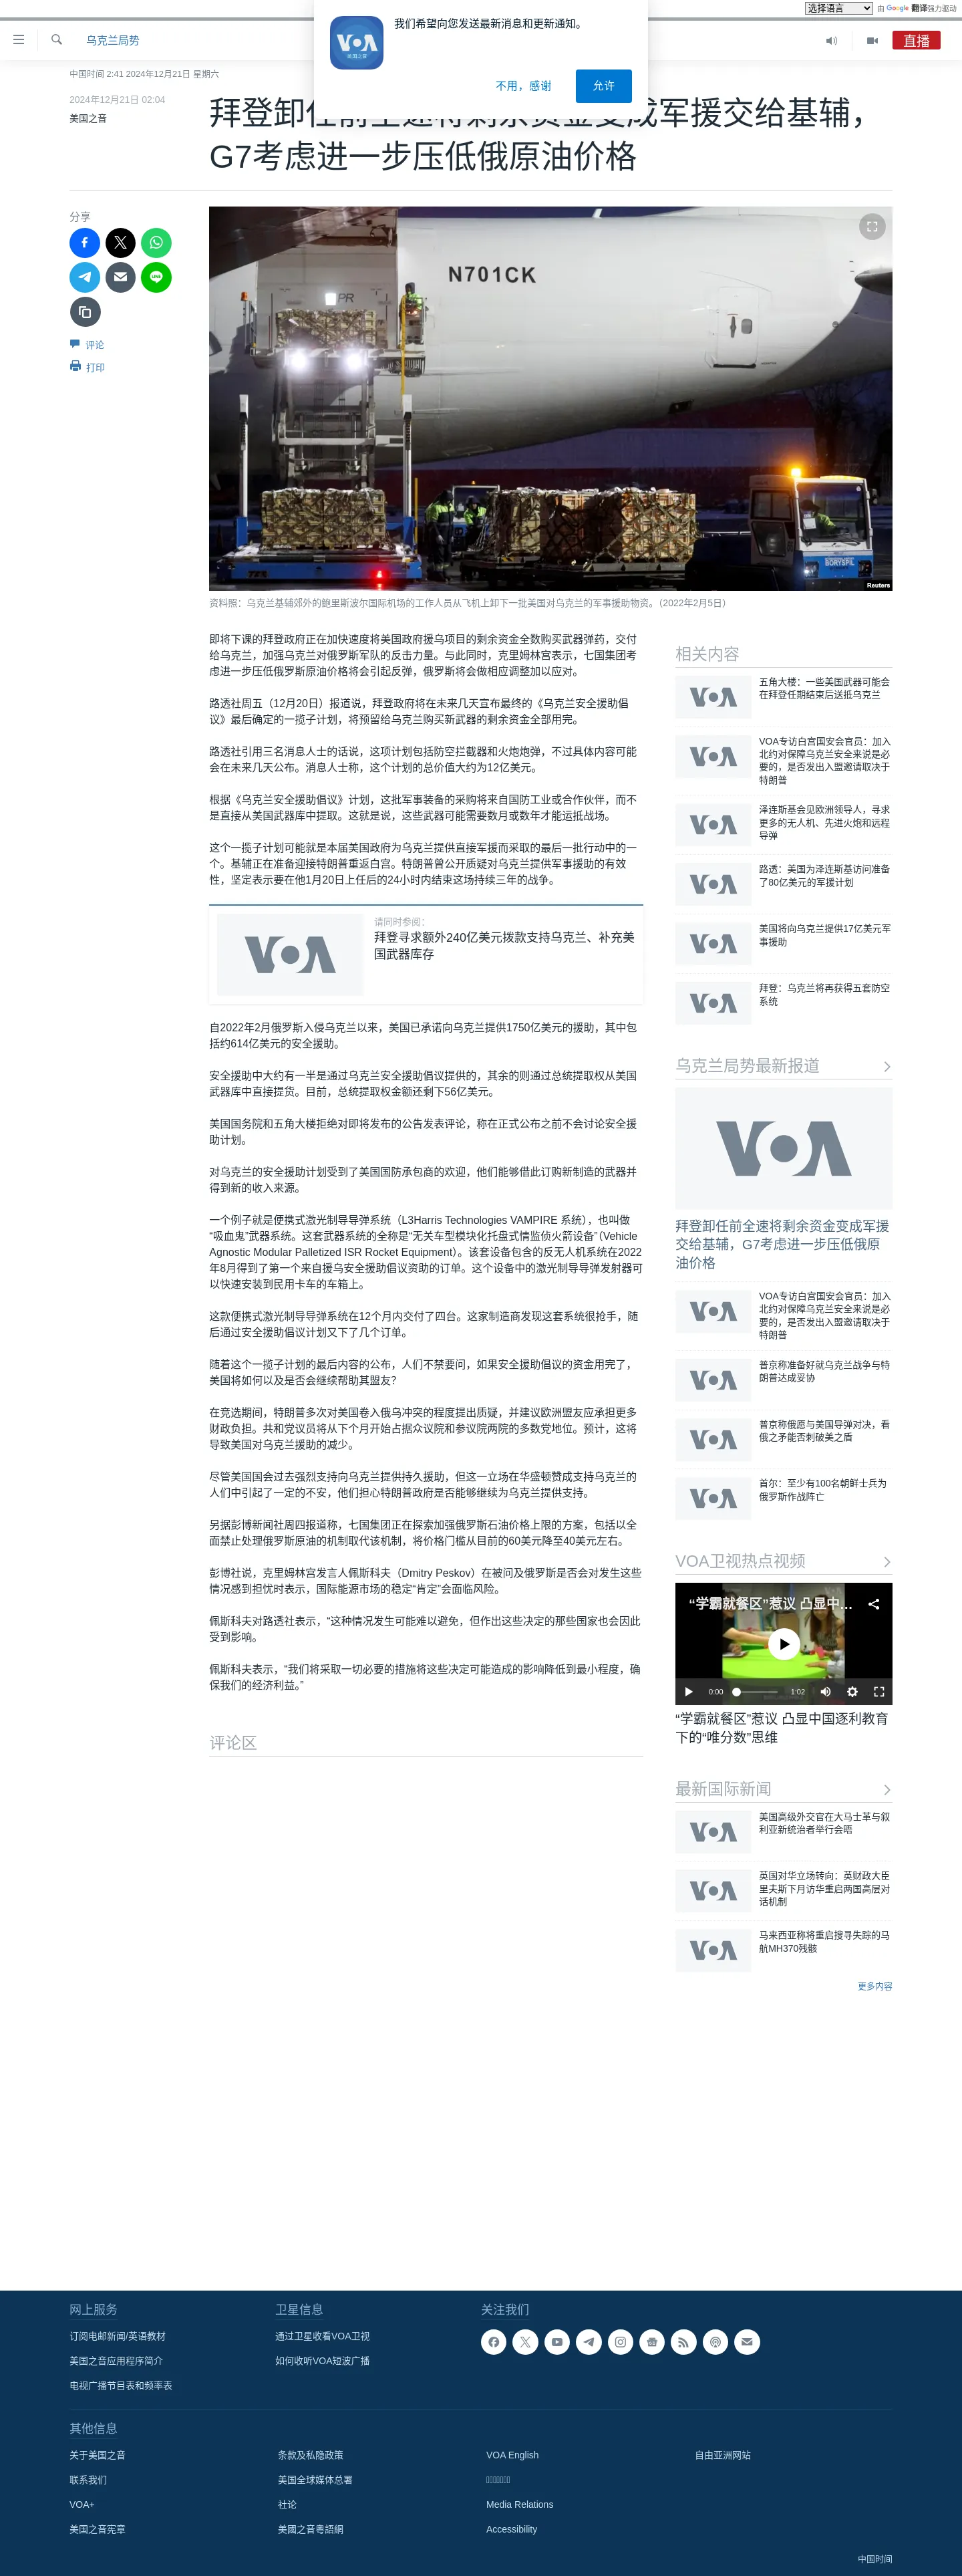 选择语言
由 Google 翻译强力驱动
我们希望向您发送最新消息和更新通知。
美国之音
不用，感谢
允许
乌克兰局势
直播
中国时间 2:41 2024年12月21日 星期六
2024年12月21日 02:04
美国之音
拜登卸任前全速将剩余资金变成军援交给基辅，
G7考虑进一步压低俄原油价格
分享
评论
打印
N701CK
PR
BORYSPIL
Reuters
资料照：乌克兰基辅郊外的鲍里斯波尔国际机场的工作人员从飞机上卸下一批美国对乌克兰的军事援助物资。（2022年2月5日）
即将下课的拜登政府正在加快速度将美国政府援乌项目的剩余资金全数购买武器弹药，交付
给乌克兰，加强乌克兰对俄罗斯军队的反击力量。与此同时，克里姆林宫表示，七国集团考
虑进一步压低俄罗斯原油价格将会引起反弹，俄罗斯将会做相应调整加以应对。
路透社周五（12月20日）报道说，拜登政府将在未来几天宣布最终的《乌克兰安全援助倡
议》最后确定的一揽子计划，将预留给乌克兰购买新武器的剩余资金全部用完。
路透社引用三名消息人士的话说，这项计划包括防空拦截器和火炮炮弹，不过具体内容可能
会在未来几天公布。消息人士称，这个计划的总价值大约为12亿美元。
根据《乌克兰安全援助倡议》计划，这批军事装备的采购将来自国防工业或合作伙伴，而不
是直接从美国武器库中提取。这就是说，这些武器可能需要数月或数年才能运抵战场。
这个一揽子计划可能就是本届美国政府为乌克兰提供直接军援而采取的最后一批行动中的一
个。基辅正在准备迎接特朗普重返白宫。特朗普曾公开质疑对乌克兰提供军事援助的有效
性，坚定表示要在他1月20日上任后的24小时内结束这场持续三年的战争。
VOA
请同时参阅：
拜登寻求额外240亿美元拨款支持乌克兰、补充美
国武器库存
自2022年2月俄罗斯入侵乌克兰以来，美国已承诺向乌克兰提供1750亿美元的援助，其中包
括约614亿美元的安全援助。
安全援助中大约有一半是通过乌克兰安全援助倡议提供的，其余的则通过总统提取权从美国
武器库中直接提货。目前，总统提取权金额还剩下56亿美元。
美国国务院和五角大楼拒绝对即将发布的公告发表评论，称在正式公布之前不会讨论安全援
助计划。
对乌克兰的安全援助计划受到了美国国防承包商的欢迎，他们能够借此订购新制造的武器并
得到新的收入来源。
一个例子就是便携式激光制导导弹系统（L3Harris Technologies VAMPIRE 系统），也叫做
“吸血鬼”武器系统。这套武器系统的全称是“无关车型模块化托盘式情监侦火箭设备”（Vehicle
Agnostic Modular Palletized ISR Rocket Equipment）。该套设备包含的反无人机系统在2022
年8月得到了第一个来自援乌安全援助倡议资助的订单。这个设备中的激光制导导弹发射器可
以快速安装到民用卡车的车箱上。
这款便携式激光制导导弹系统在12个月内交付了四台。这家制造商发现这套系统很抢手，随
后通过安全援助倡议计划又下了几个订单。
随着这个一揽子计划的最后内容的公布，人们不禁要问，如果安全援助倡议的资金用完了，
美国将如何以及是否会继续帮助其盟友？
在竞选期间，特朗普多次对美国卷入俄乌冲突的程度提出质疑，并建议欧洲盟友应承担更多
财政负担。共和党议员将从下个月开始占据众议院和参议院两院的多数党地位。预计，这将
导致美国对乌克兰援助的减少。
尽管美国国会过去强烈支持向乌克兰提供持久援助，但这一立场在华盛顿赞成支持乌克兰的
人们中引起了一定的不安，他们担心特朗普政府是否能够继续为乌克兰提供支持。
另据彭博新闻社周四报道称，七国集团正在探索加强俄罗斯石油价格上限的方案，包括以全
面禁止处理俄罗斯原油的机制取代该机制，将价格门槛从目前的60美元降至40美元左右。
彭博社说，克里姆林宫发言人佩斯科夫（Dmitry Peskov）在被问及俄罗斯是否会对发生这些
情况感到担忧时表示，国际能源市场的稳定“肯定”会面临风险。
佩斯科夫对路透社表示，“这种情况发生可能难以避免，但作出这些决定的那些国家也会因此
受到影响。
佩斯科夫表示，“我们将采取一切必要的措施将这些决定可能造成的影响降低到最小程度，确
保我们的经济利益。”
评论区
相关内容
五角大楼：一些美国武器可能会
在拜登任期结束后送抵乌克兰
VOA专访白宫国安会官员：加入
北约对保障乌克兰安全来说是必
要的，是否发出入盟邀请取决于
特朗普
泽连斯基会见欧洲领导人，寻求
更多的无人机、先进火炮和远程
导弹
路透：美国为泽连斯基访问准备
了80亿美元的军援计划
美国将向乌克兰提供17亿美元军
事援助
拜登：乌克兰将再获得五套防空
系统
乌克兰局势最新报道
VOA
拜登卸任前全速将剩余资金变成军援
交给基辅，G7考虑进一步压低俄原
油价格
VOA专访白宫国安会官员：加入
北约对保障乌克兰安全来说是必
要的，是否发出入盟邀请取决于
特朗普
普京称准备好就乌克兰战争与特
朗普达成妥协
普京称俄愿与美国导弹对决，看
俄之矛能否刺破美之盾
首尔：至少有100名朝鲜士兵为
俄罗斯作战阵亡
VOA卫视热点视频
“学霸就餐区”惹议 凸显中…
0:00
1:02
“学霸就餐区”惹议 凸显中国逐利教育
下的“唯分数”思维
最新国际新闻
美国高级外交官在大马士革与叙
利亚新统治者举行会晤
英国对华立场转向：英财政大臣
里夫斯下月访华重启两国高层对
话机制
马来西亚称将重启搜寻失踪的马
航MH370残骸
更多内容
网上服务
订阅电邮新闻/英语教材
美国之音应用程序简介
电视广播节目表和频率表
卫星信息
通过卫星收看VOA卫视
如何收听VOA短波广播
关注我们
其他信息
关于美国之音
联系我们
VOA+
美国之音宪章
条款及私隐政策
美国全球媒体总署
社论
美國之音粵語網
VOA English
Media Relations
Accessibility
自由亚洲网站
中国时间